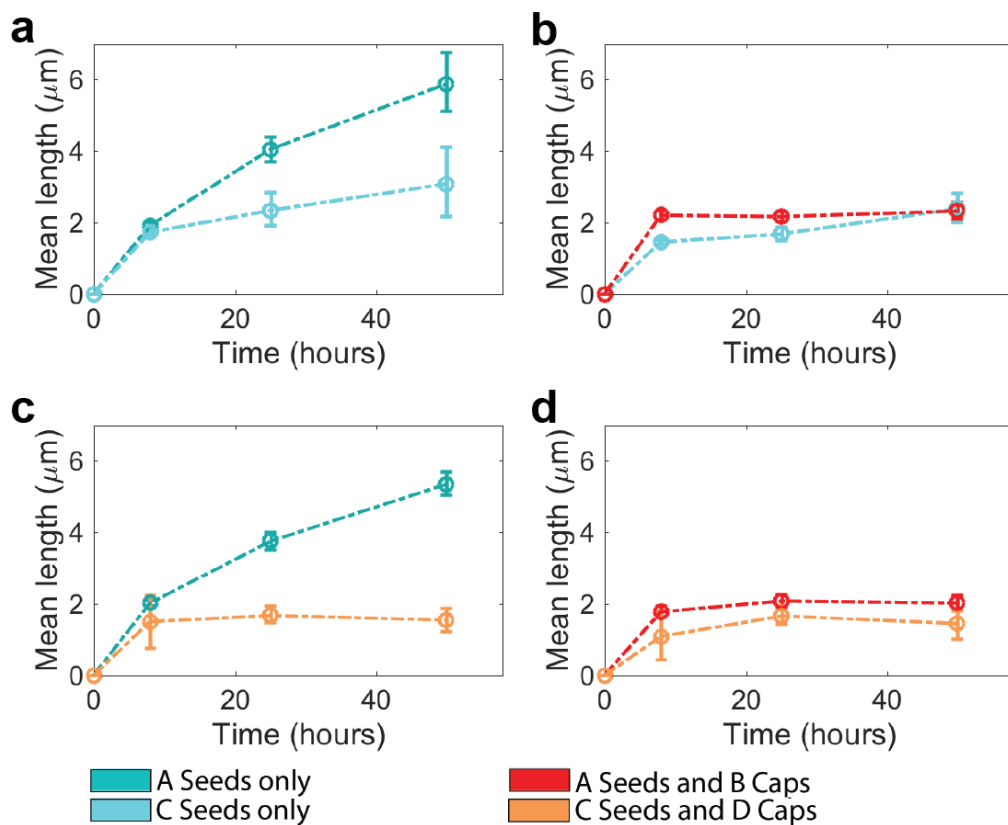 a
b
Mean length (μm)
6
4
2
0
0
20
40
Time (hours)
Mean length (μm)
6
4
2
0
0
20
40
Time (hours)
c
d
Mean length (μm)
6
4
2
0
0
20
40
Time (hours)
Mean length (μm)
6
4
2
0
0
20
40
Time (hours)
A Seeds only
C Seeds only
A Seeds and B Caps
C Seeds and D Caps